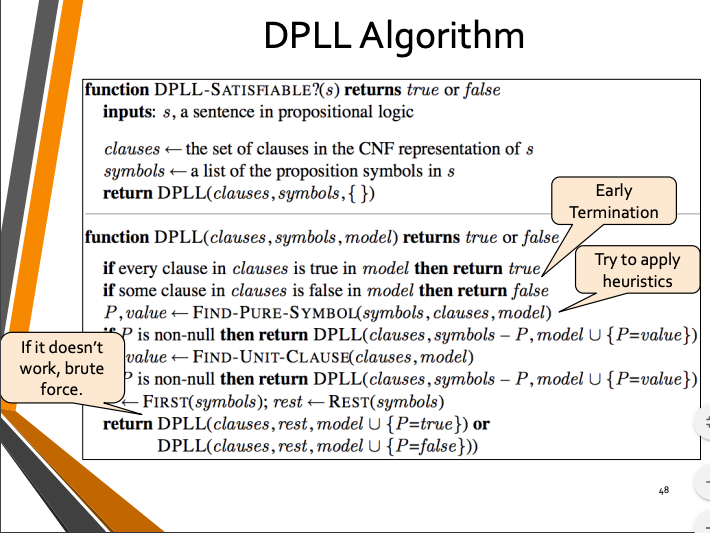 DPLL Algorithm
function DPLL-SATISFIABLE?(s) returns true or false
inputs: s, a sentence in propositional logic
clauses ← the set of clauses in the CNF representation of s
symbols ← a list of the proposition symbols in s
return DPLL(clauses, symbols, { })
Early
Termination
function DPLL(clauses, symbols, model) returns true or false
if every clause in clauses is true in model then return true
Try to apply
heuristics
if some clause in clauses is false in model then return false
P, value ← FIND-PURE-SYMBOL(symbols, clauses, model)
P is non-null then return DPLL(clauses, symbols – P, model ∪ {P=value})
If it doesn't
work, brute
force.
value ← FIND-UNIT-CLAUSE(clauses, model)
P is non-null then return DPLL(clauses, symbols – P, model ∪ {P=value})
← FIRST(symbols); rest ← REST(symbols)
return DPLL(clauses, rest, model ∪ {P=true}) or
DPLL(clauses, rest, model ∪ {P=false}))
48